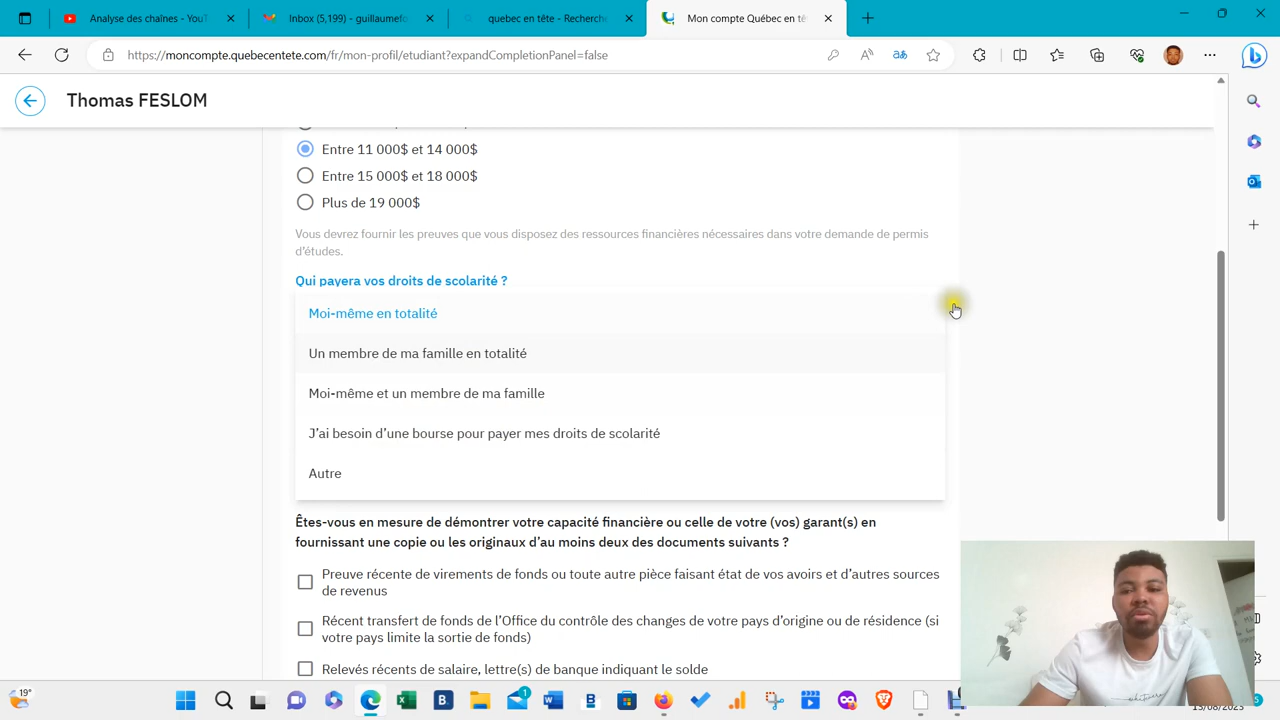 Analyse des chaînes - YouT
Inbox (5,199) - guillaumefo
quebec en tête - Recherche
Mon compte Québec en tê
https://moncompte.quebecentete.com/fr/mon-profil/etudiant?expandCompletionPanel=false
Thomas FESLOM
Entre 11 000$ et 14 000$
Entre 15 000$ et 18 000$
Plus de 19 000$
Vous devrez fournir les preuves que vous disposez des ressources financières nécessaires dans votre demande de permis
d'études.
Qui payera vos droits de scolarité ?
Moi-même en totalité
Un membre de ma famille en totalité
Moi-même et un membre de ma famille
J'ai besoin d'une bourse pour payer mes droits de scolarité
Autre
Êtes-vous en mesure de démontrer votre capacité financière ou celle de votre (vos) garant(s) en
fournissant une copie ou les originaux d'au moins deux des documents suivants ?
Preuve récente de virements de fonds ou toute autre pièce faisant état de vos avoirs et d'autres sources
de revenus
Récent transfert de fonds de l'Office du contrôle des changes de votre pays d'origine ou de résidence (si
votre pays limite la sortie de fonds)
Relevés récents de salaire, lettre(s) de banque indiquant le solde
19°
15/08/2023